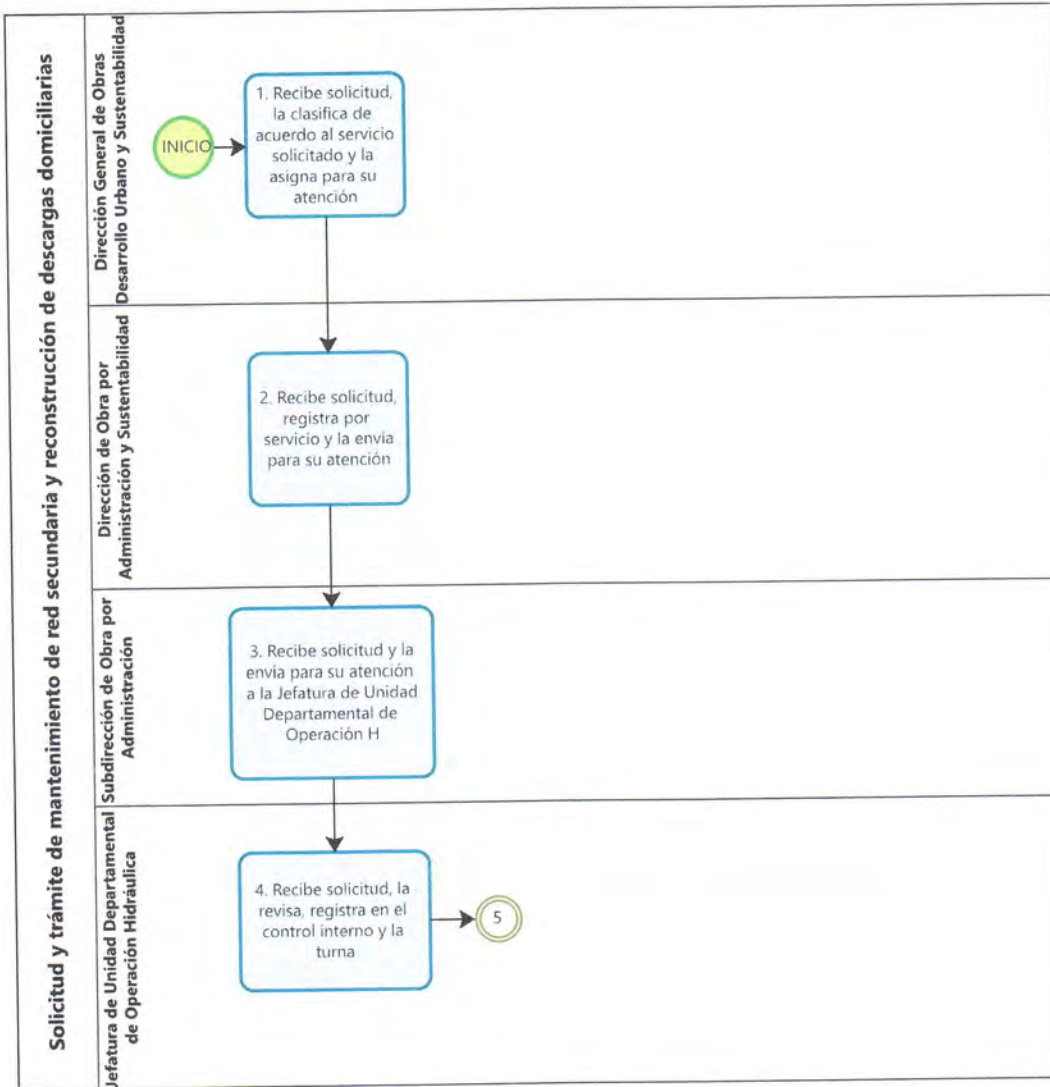 Solicitud y trámite de mantenimiento de red secundaria y reconstrucción de descargas domiciliarias
Dirección General de Obras
Desarrollo Urbano y Sustentabilidad
INICIO
1. Recibe solicitud,
la clasifica de
acuerdo al servicio
solicitado y la
asigna para su
atención
Dirección de Obra por
Administración y Sustentabilidad
2. Recibe solicitud,
registra por
servicio y la envia
para su atención
Subdirección de Obra por
Administración
3. Recibe solicitud y la
envía para su atención
a la Jefatura de Unidad
Departamental de
Operación H
Jefatura de Unidad Departamental
de Operación Hidráulica
4. Recibe solicitud, la
revisa, registra en el
control interno y la
turna
5